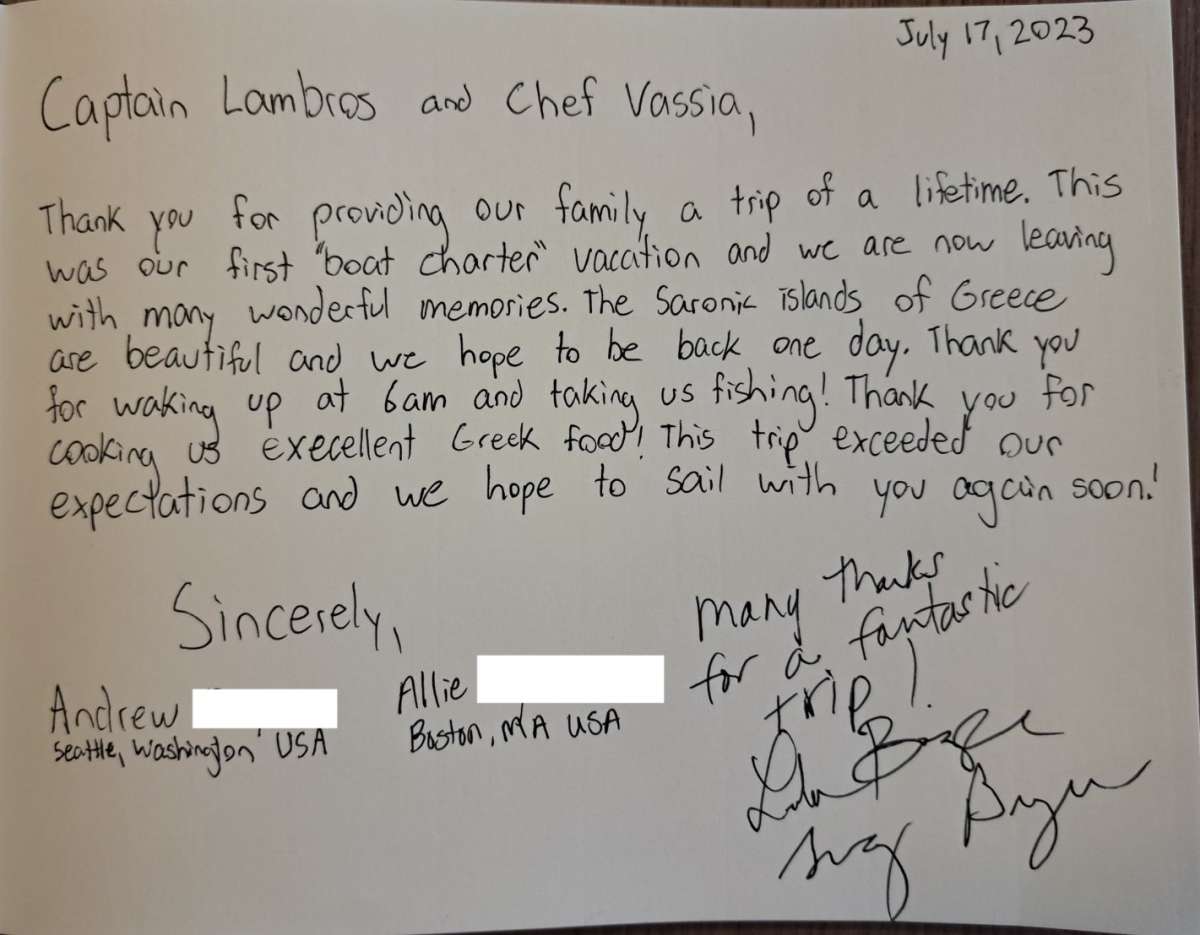 July 17, 2023
Captain Lambros and Chef Vassia,
Thank you for providing our family a trip of a lifetime. This
was our first "boat charter" vacation and we are now leaving
with many wonderful memories. The Saronic islands of Greece
are beautiful and we hope to be back one day. Thank you
for waking up at 6am and taking us fishing! Thank you for
cooking us execellent Greek food! This trip exceeded our
expectations and we hope to sail with you again soon!
Sincerely,
Andrew
Seattle, Washington, USA
Allie
Boston, MA USA
many thanks
for a fantastic
trip!